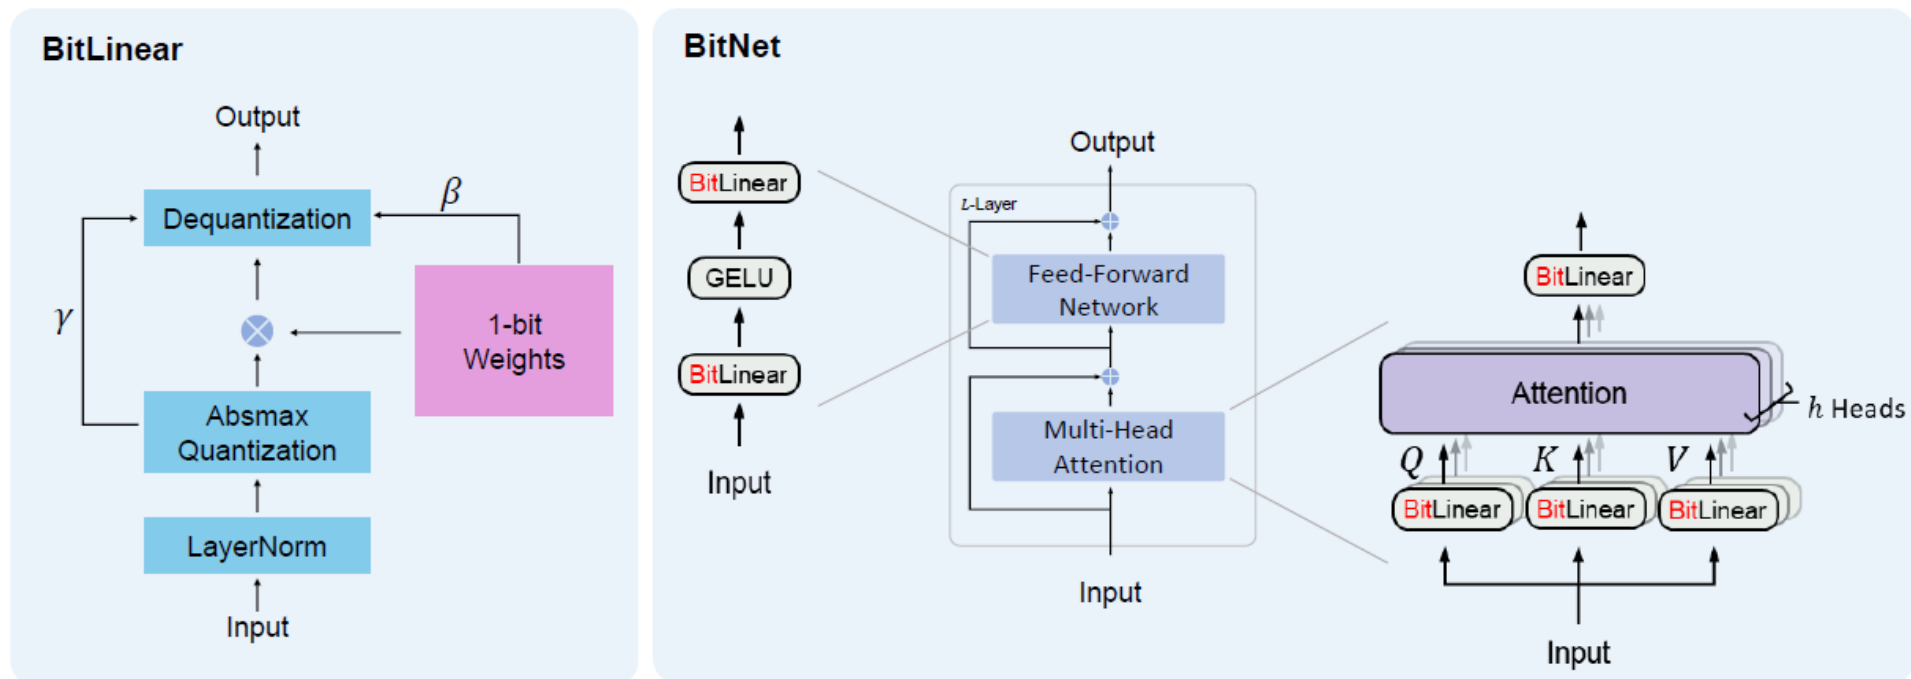 BitLinear
Output
β
Dequantization
γ
1-bit
Weights
Absmax
Quantization
LayerNorm
Input
BitNet
BitLinear
GELU
BitLinear
Input
Output
L-Layer
Feed-Forward
Network
Multi-Head
Attention
Input
BitLinear
Attention
h Heads
Q
K
V
BitLinear
BitLinear
BitLinear
Input